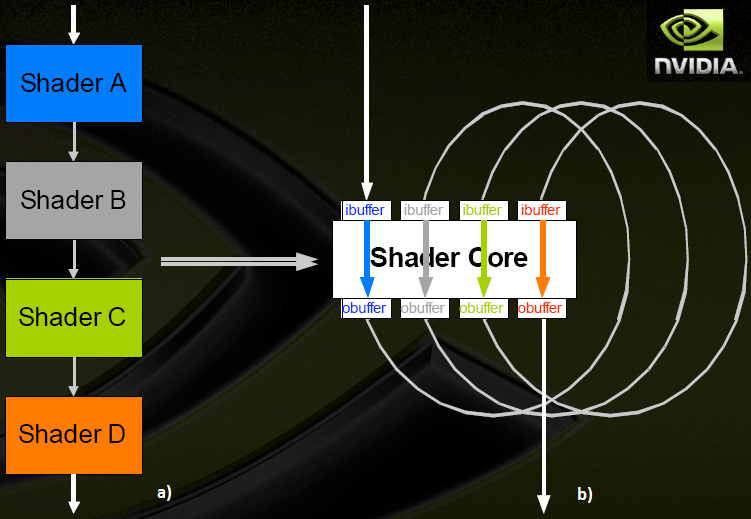 Shader A
Shader B
Shader C
Shader D
a)
NVIDIA.
ibuffer ibuffer ibuffer ibuffer
Shader Core
obuffer obuffer obuffer obuffer
b)